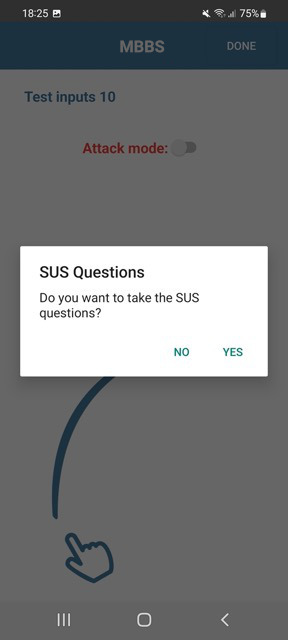 18:25 75%
MBBS DONE
Test inputs 10
Attack mode:
SUS Questions
Do you want to take the SUS
questions?
NO YES